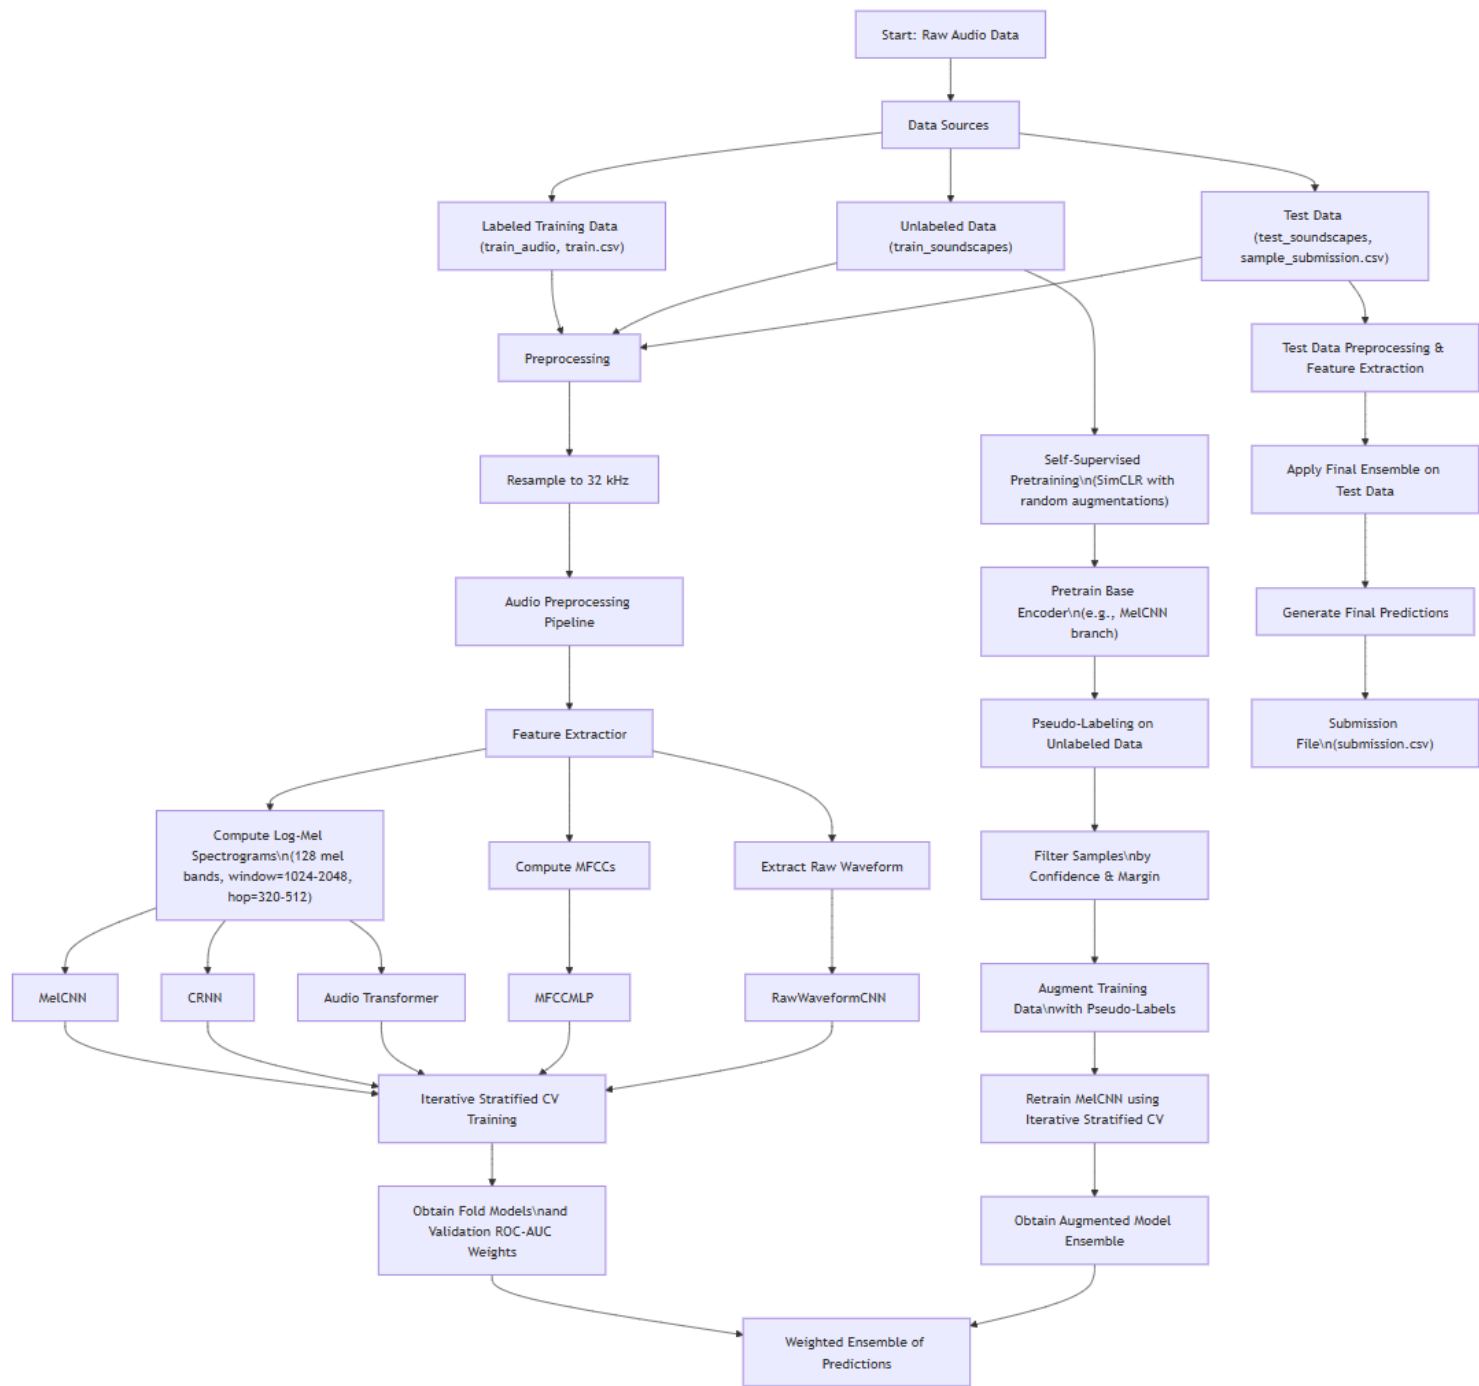 Start: Raw Audio Data
Data Sources
Labeled Training Data
(train_audio, train.csv)
Unlabeled Data
(train_soundscapes)
Test Data
(test_soundscapes,
sample_submission.csv)
Preprocessing
Test Data Preprocessing &
Feature Extraction
Resample to 32 kHz
Self-Supervised
Pretraining\n(SimCLR with
random augmentations)
Apply Final Ensemble on
Test Data
Audio Preprocessing
Pipeline
Pretrain Base
Encoder\n(e.g., MelCNN
branch)
Generate Final Predictions
Feature Extraction
Pseudo-Labeling on
Unlabeled Data
Submission
File\n(submission.csv)
Compute Log-Mel
Spectrograms\n(128 mel
bands, window=1024-2048,
hop=320-512)
Compute MFCCs
Extract Raw Waveform
Filter Samples\nby
Confidence & Margin
MelCNN
CRNN
Audio Transformer
MFCCMLP
RawWaveformCNN
Augment Training
Data\nwith Pseudo-Labels
Iterative Stratified CV
Training
Retrain MelCNN using
Iterative Stratified CV
Obtain Fold Models\nand
Validation ROC-AUC
Weights
Obtain Augmented Model
Ensemble
Weighted Ensemble of
Predictions